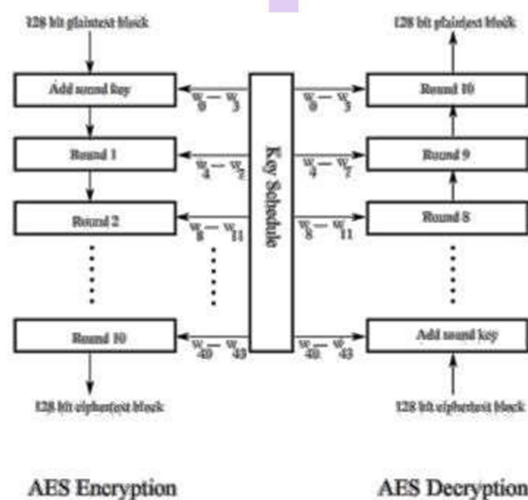 128 bit plaintext block
128 bit plaintext block
Add round key
w0 — w3
w0 — w3
Round 10
Round 1
w4 — w7
w4 — w7
Round 9
Key Schedule
Round 2
w8 — w11
w8 — w11
Round 8
Round 10
w40 — w43
w40 — w43
Add round key
128 bit ciphertext block
128 bit ciphertext block
AES Encryption
AES Decryption